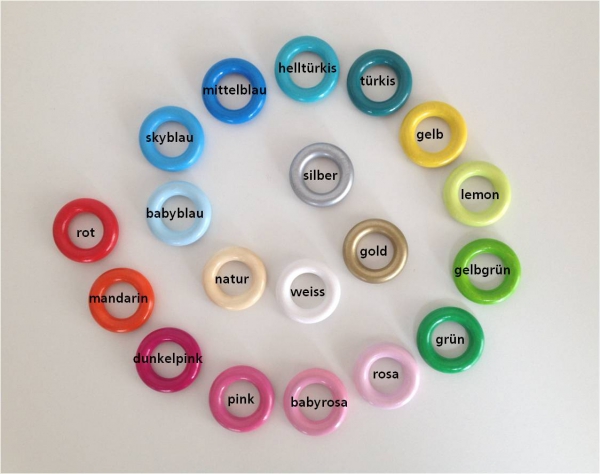 helltürkis
türkis
mittelblau
gelb
skyblau
silber
lemon
babyblau
rot
gold
gelbgrün
natur
weiss
mandarin
grün
dunkelpink
rosa
pink
babyrosa